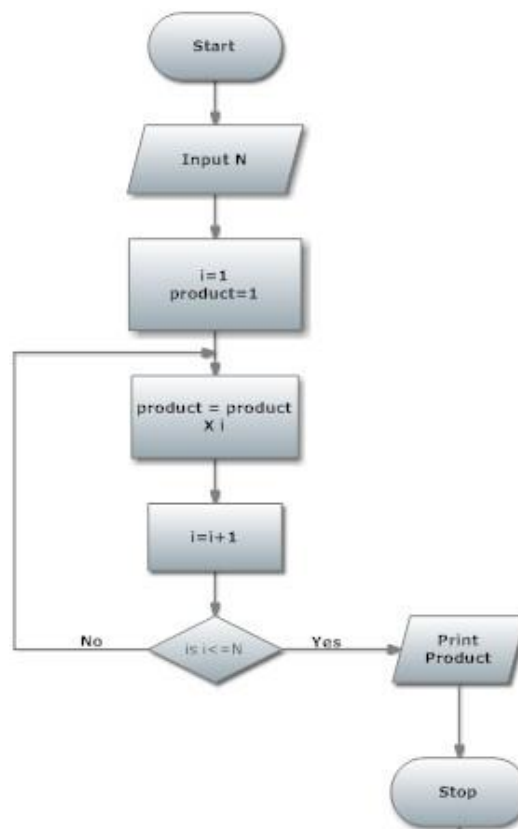 Start
Input N
i=1
product=1
product = product
X i
i=i+1
is i<=N
No
Yes
Print
Product
Stop